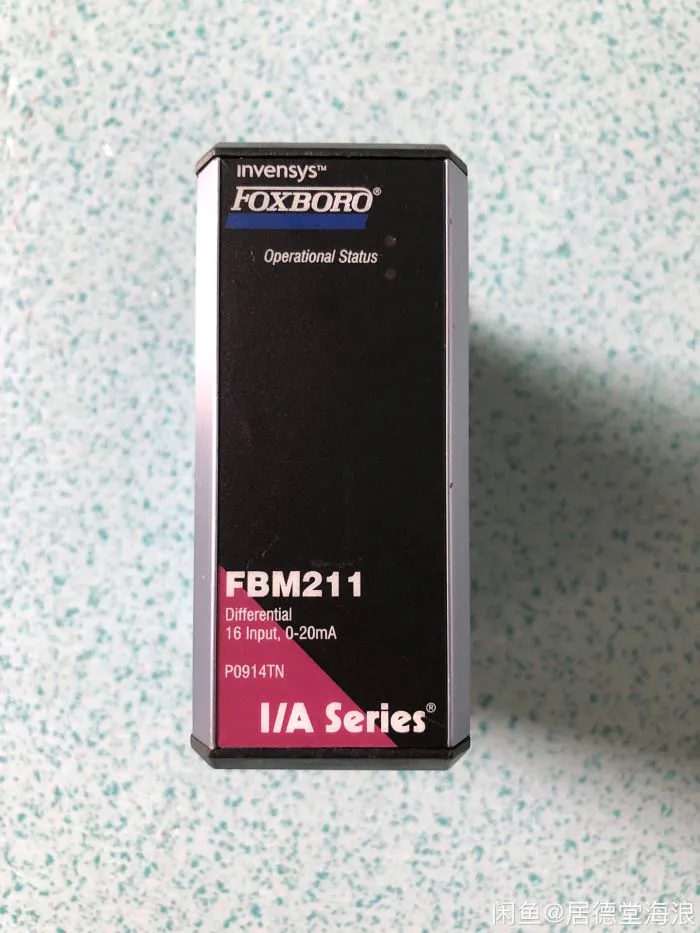 invensys™
FOXBORO®
Operational Status
FBM211
Differential
16 Input, 0-20mA
P0914TN
I/A Series®
闲鱼@居德堂海浪